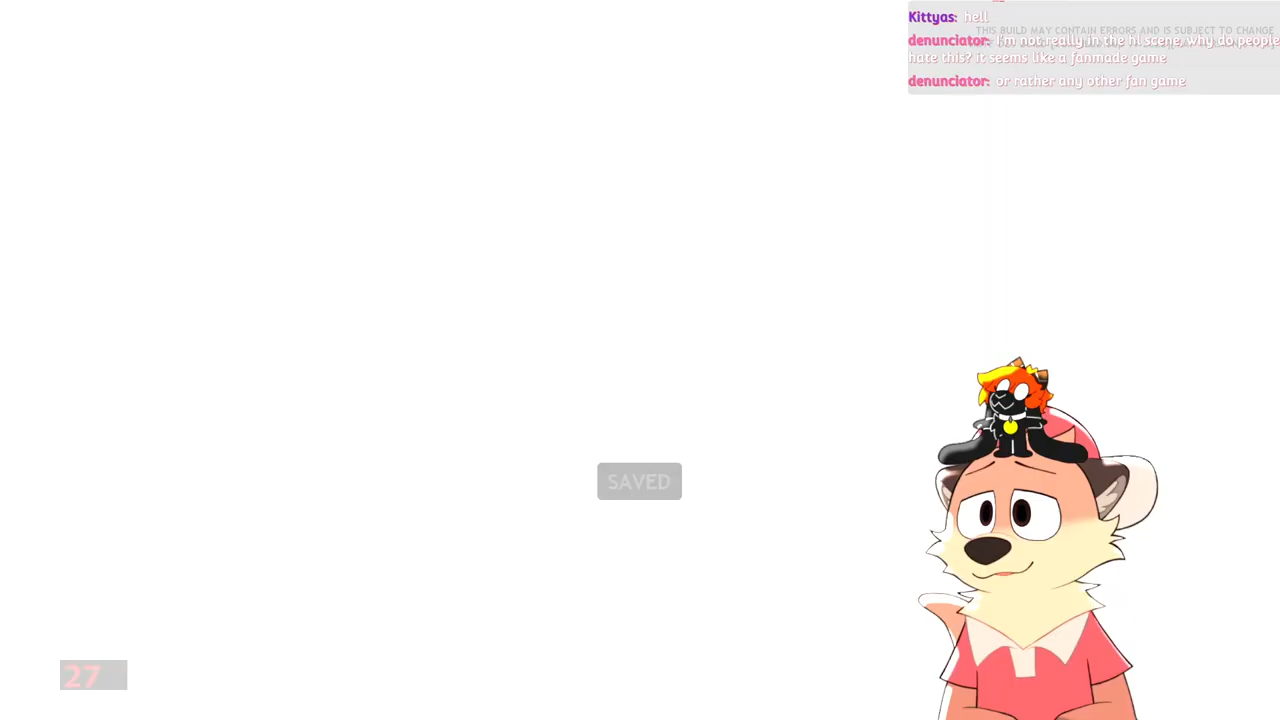 Kittyas: hell
THIS BUILD MAY CONTAIN ERRORS AND IS SUBJECT TO CHANGE
denunciator: I'm not really in the hl scene, why do people
hate this? it seems like a fanmade game
denunciator: or rather any other fan game
SAVED
27